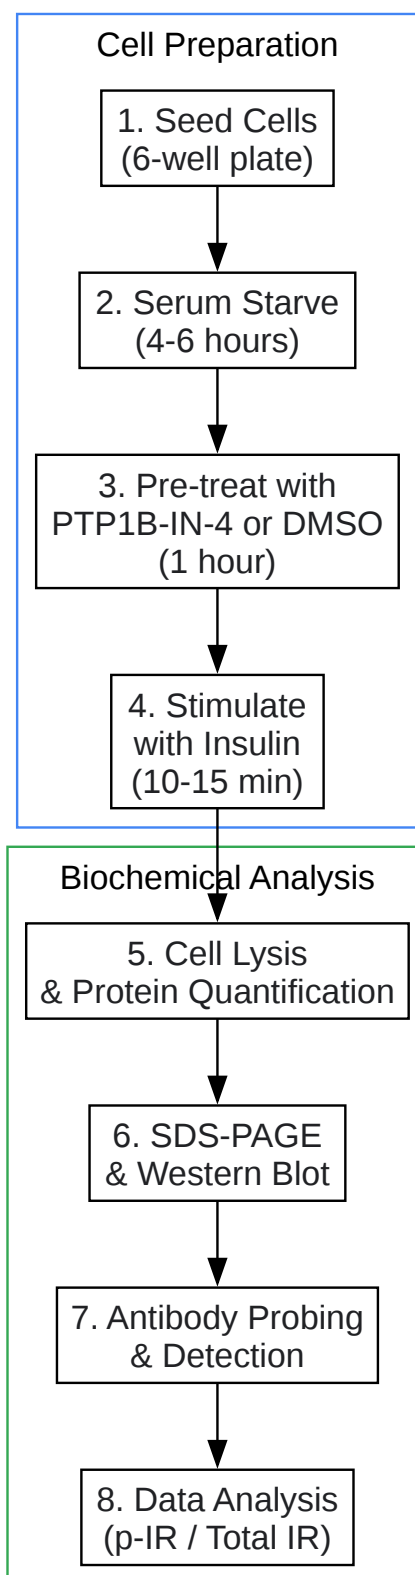 Cell Preparation
1. Seed Cells
(6-well plate)
2. Serum Starve
(4-6 hours)
3. Pre-treat with
PTP1B-IN-4 or DMSO
(1 hour)
4. Stimulate
with Insulin
(10-15 min)
Biochemical Analysis
5. Cell Lysis
& Protein Quantification
6. SDS-PAGE
& Western Blot
7. Antibody Probing
& Detection
8. Data Analysis
(p-IR / Total IR)